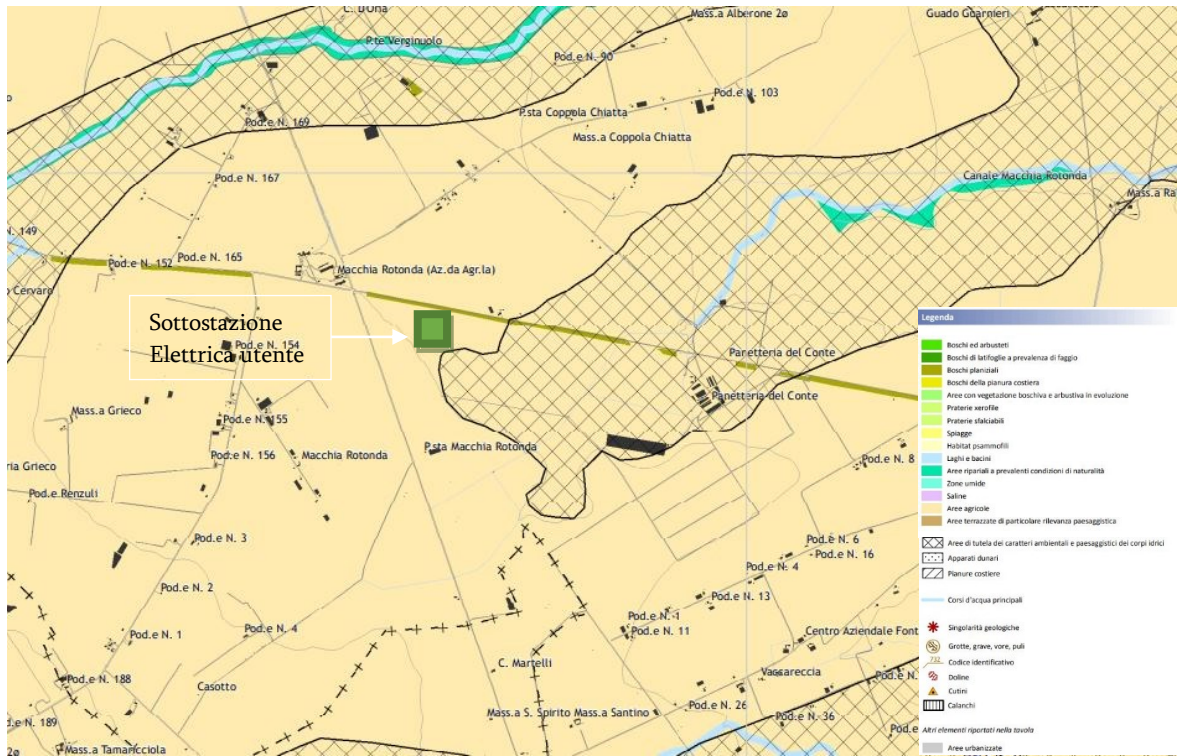 C. D'Una
Mass.a Alberone 2ø
Guado Guarnieri
P.te Verginuolo
Pod.e N. 90
Pod.e N. 103
P.sta Coppola Chiatta
Pod.e N. 169
Mass.a Coppola Chiatta
Pod.e N. 167
Canale Macchia Rotonda
Mass.a Ra
N. 149
Pod.e N. 152
Pod.e N. 165
Macchia Rotonda (Az.da Agr.la)
o Cervaro
Sottostazione
Elettrica utente
Pod.e N. 154
Panetteria del Conte
Panetteria del Conte
Mass.a Grieco
Pod.e N. 155
P.sta Macchia Rotonda
Pod.e N. 156
Macchia Rotonda
Pod.e N. 8
ria Grieco
Pod.e Renzuli
Pod.e N. 3
Pod.e N. 6
Pod.e N. 16
Pod.e N. 4
Pod.e N. 2
Pod.e N. 13
Pod.e N. 1
Pod.e N. 4
Pod.e N. 1
Pod.e N. 11
Centro Aziendale Font
C. Martelli
Vassareccia
Pod.e N. 188
Casotto
Pod.e N.
Pod.e N. 26
Mass.a S. Spirito
Mass.a Santino
Pod.e N. 36
d.e N. 189
Pod.e
2ø
Mass.a Tamaricciola
Legenda
Boschi ed arbusteti
Boschi di latifoglie a prevalenza di faggio
Boschi planiziali
Boschi della pianura costiera
Aree con vegetazione boschiva e arbustiva in evoluzione
Praterie xerofile
Praterie sfalciabili
Spiagge
Habitat psammofili
Laghi e bacini
Aree ripariali a prevalenti condizioni di naturalità
Zone umide
Saline
Aree agricole
Aree terrazzate di particolare rilevanza paesaggistica
Aree di tutela dei caratteri ambientali e paesaggistici dei corpi idrici
Apparati dunari
Pianure costiere
Corsi d'acqua principali
Singolarità geologiche
Grotte, grave, vore, puli
732 Codice identificativo
Doline
Cutini
Calanchi
Altri elementi riportati nella tavola
Aree urbanizzate